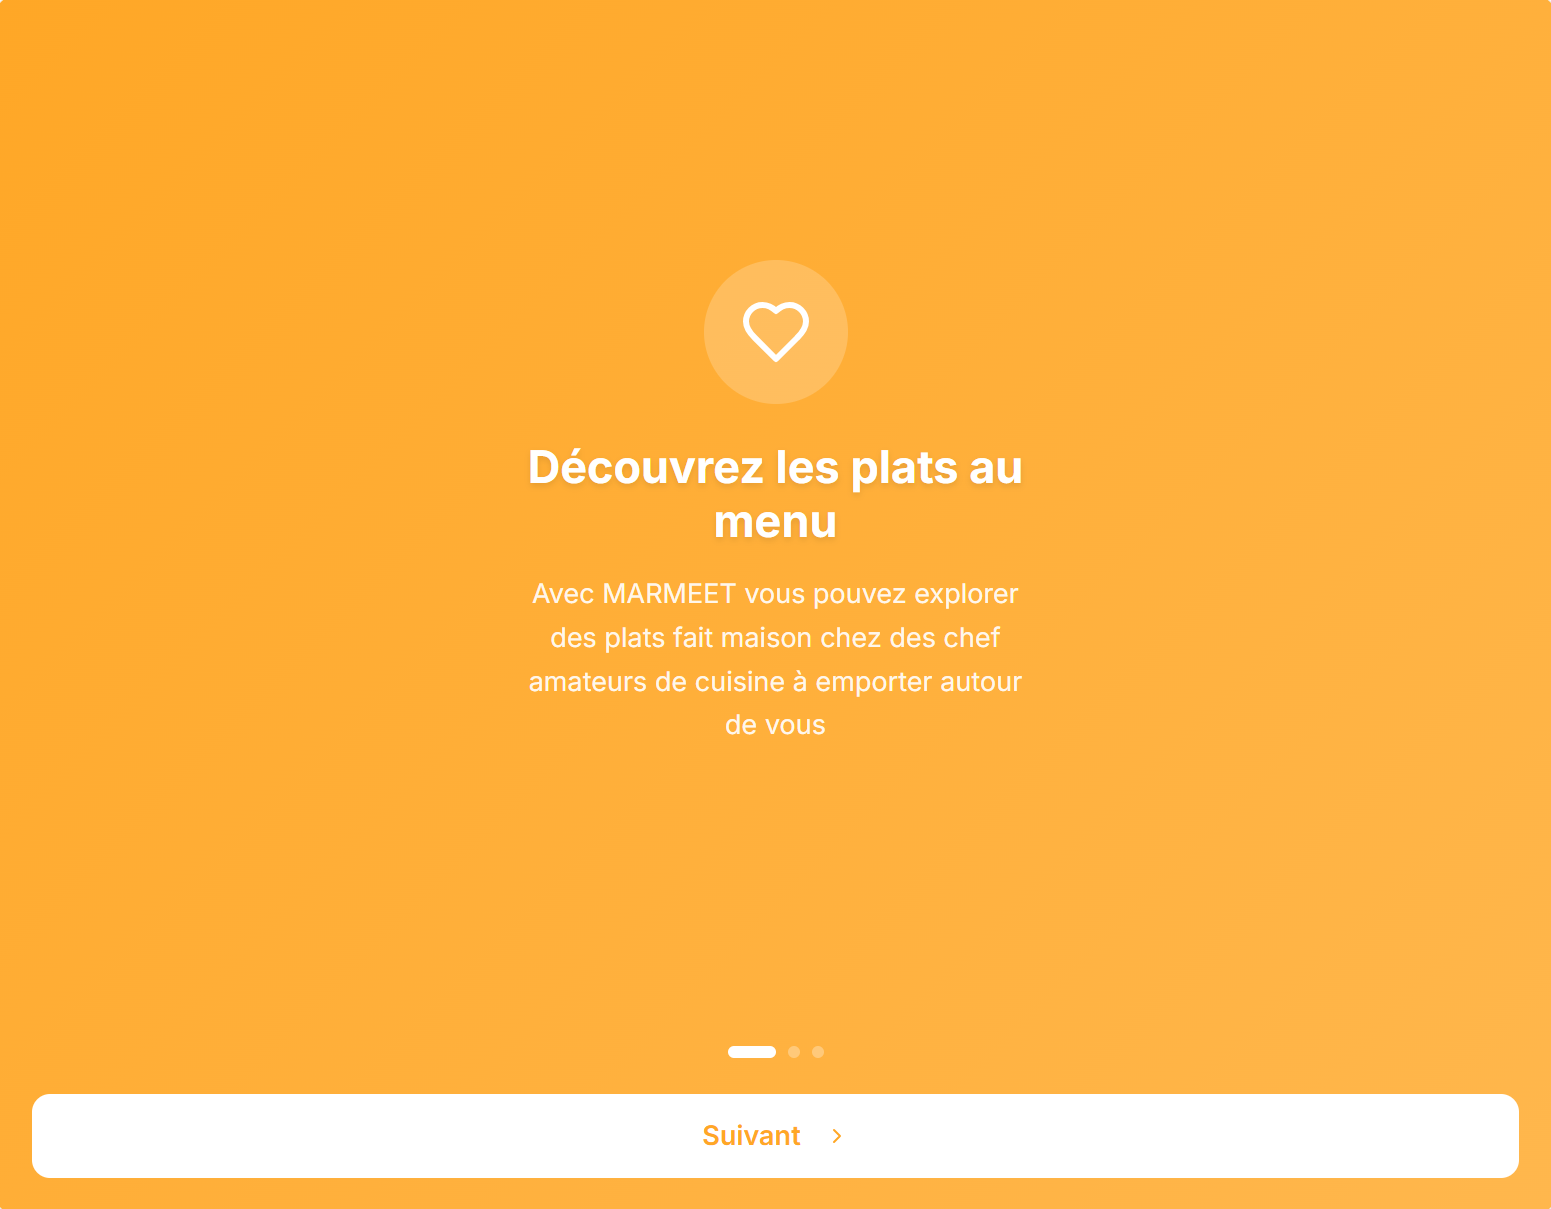 Découvrez les plats au
menu
Avec MARMEET vous pouvez explorer
des plats fait maison chez des chef
amateurs de cuisine à emporter autour
de vous
Suivant